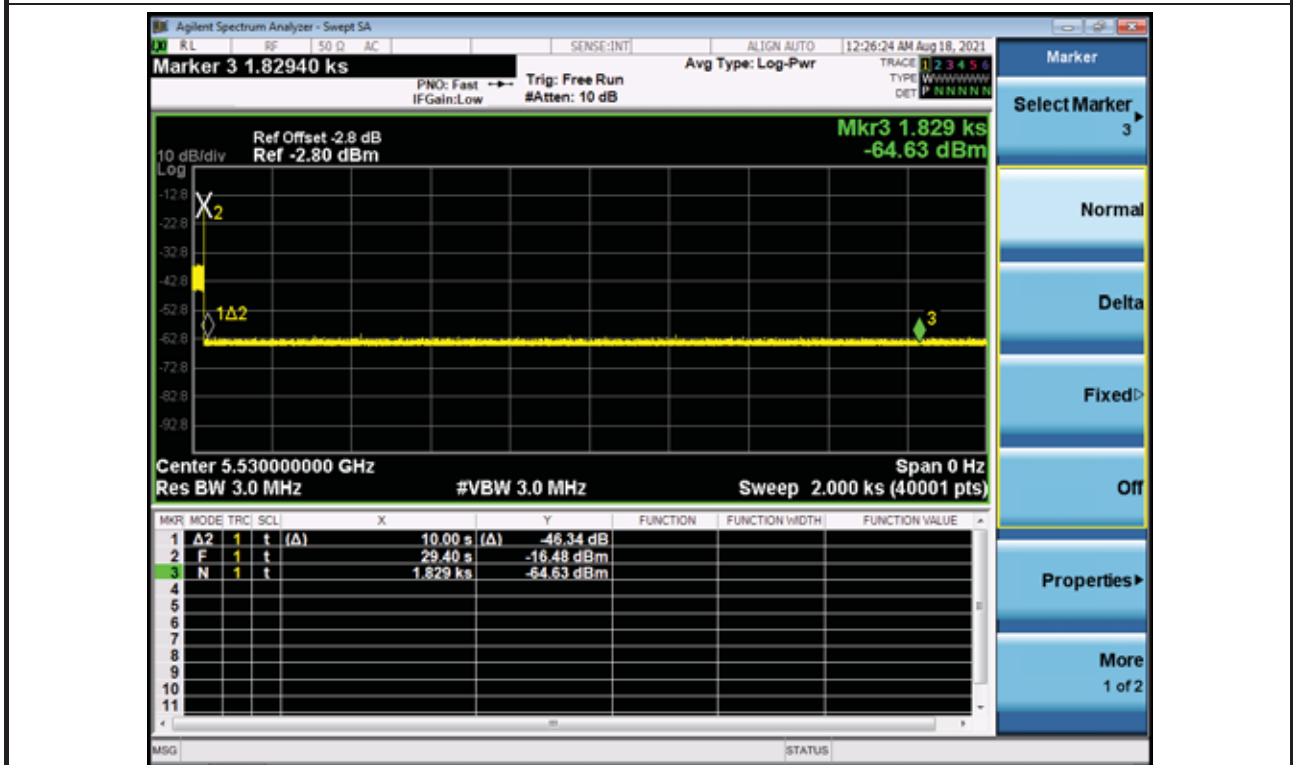 Agilent Spectrum Analyzer - Swept SA
RL RF 50 Ω AC SENSE:INT ALIGN AUTO 12:26:24 AM Aug 18, 2021
Marker 3 1.82940 ks
PNO: Fast
IFGain:Low
Trig: Free Run
#Atten: 10 dB
Avg Type: Log-Pwr
TRACE 1 2 3 4 5 6
TYPE WWWWWW
DET P N N N N N
Ref Offset -2.8 dB
10 dB/div Ref -2.80 dBm
Log
Mkr3 1.829 ks
-64.63 dBm
-12.8
-22.8
-32.8
-42.8
-52.8
-62.8
-72.8
-82.8
-92.8
2
1Δ2
3
Center 5.530000000 GHz Span 0 Hz
Res BW 3.0 MHz #VBW 3.0 MHz Sweep 2.000 ks (40001 pts)
MKR MODE TRC SCL X Y FUNCTION FUNCTION WIDTH FUNCTION VALUE
1 Δ2 1 t (Δ) 10.00 s (Δ) -46.34 dB
2 F 1 t 29.40 s -16.48 dBm
3 N 1 t 1.829 ks -64.63 dBm
4
5
6
7
8
9
10
11
MSG STATUS
Marker
Select Marker
3
Normal
Delta
Fixed
Off
Properties
More
1 of 2